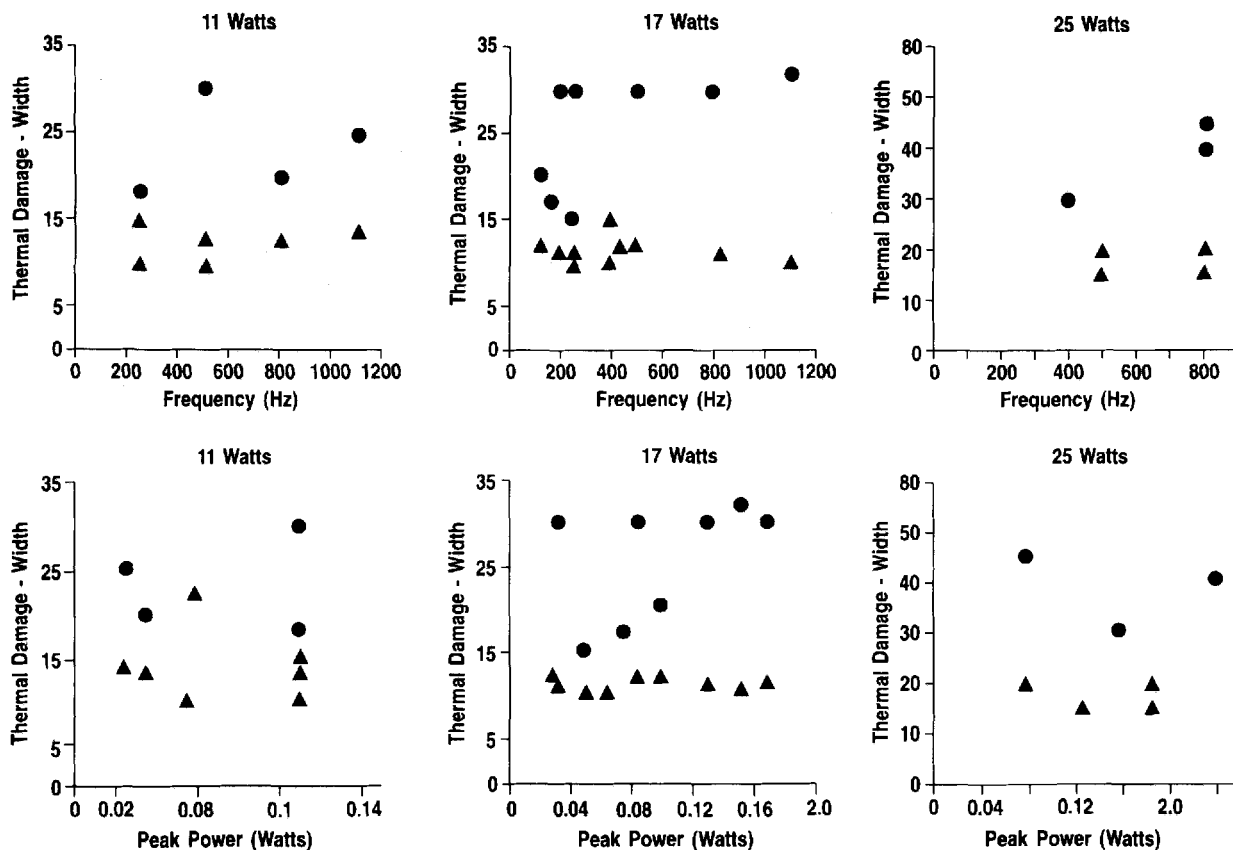 11 Watts
Thermal Damage - Width
35
25
15
5
0
200 400 600 800 1000 1200
Frequency (Hz)
17 Watts
Thermal Damage - Width
35
25
15
5
0
0 200 400 600 800 1000 1200
Frequency (Hz)
25 Watts
Thermal Damage - Width
80
50
40
30
20
10
0
0 200 400 600 800
Frequency (Hz)
11 Watts
Thermal Damage - Width
35
25
15
5
0
0 0.02 0.08 0.1 0.14
Peak Power (Watts)
17 Watts
Thermal Damage - Width
35
25
15
5
0
0 0.04 0.08 0.12 0.16 2.0
Peak Power (Watts)
25 Watts
Thermal Damage - Width
80
50
40
30
20
10
0
0 0.04 0.12 2.0
Peak Power (Watts)